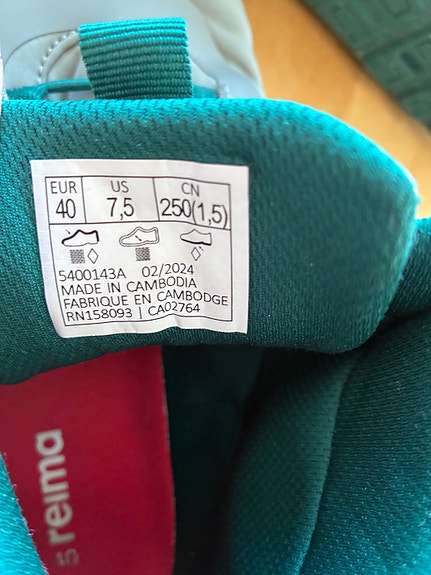 EUR US CN
40 7,5 250(1,5)
5400143A 02/2024
MADE IN CAMBODIA
FABRIQUE EN CAMBODGE
RN158093 | CA02764
reima